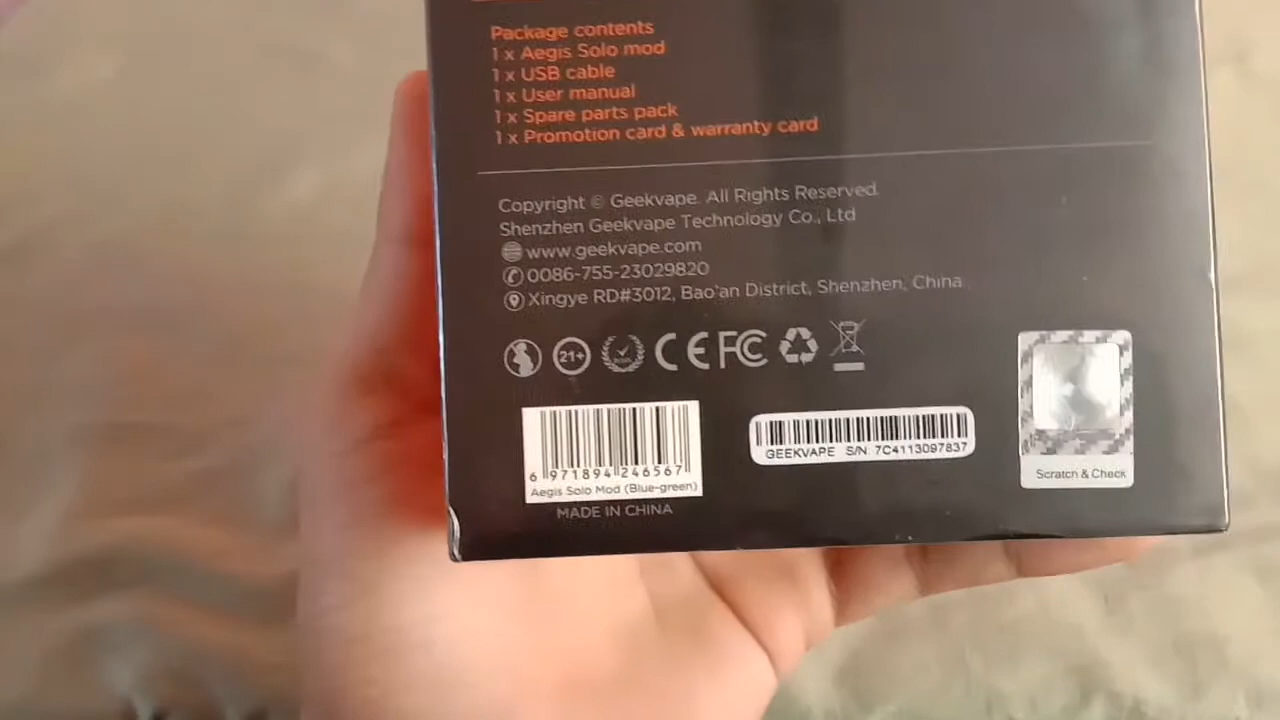 Package contents
1 x Aegis Solo mod
1 x USB cable
1 x User manual
1 x Spare parts pack
1 x Promotion card & warranty card
Copyright © Geekvape. All Rights Reserved.
Shenzhen Geekvape Technology Co., Ltd
www.geekvape.com
0086-755-23029820
Xingye RD#3012, Bao'an District, Shenzhen, China
21+ CE FC
6 971894 246567
Aegis Solo Mod (Blue-green)
MADE IN CHINA
GEEKVAPE S/N: 7C4113097837
Scratch & Check